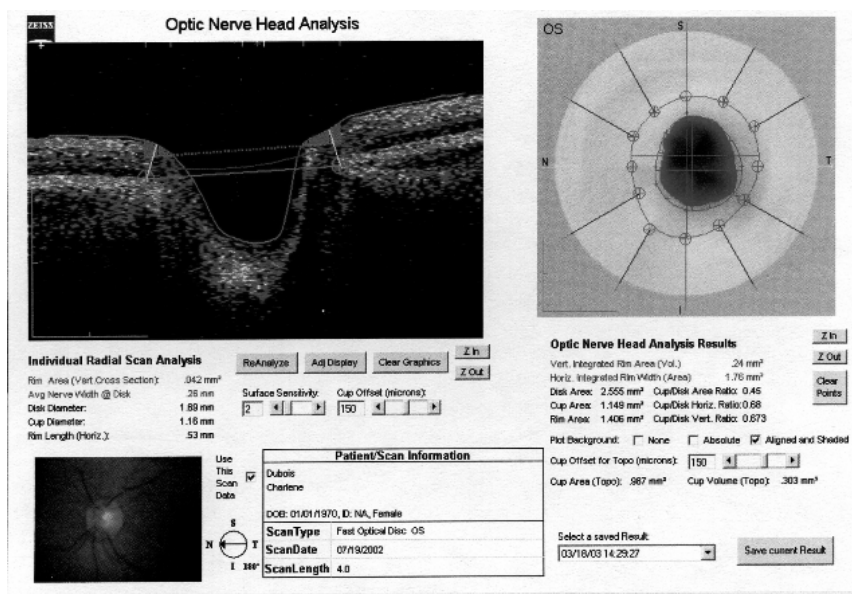 ZEISS
Optic Nerve Head Analysis
OS
S
N
T
I
Individual Radial Scan Analysis
Rim Area (Vert.Cross Section): .042 mm²
Avg Nerve Width @ Disk .26 mm
Disk Diameter: 1.69 mm
Cup Diameter: 1.16 mm
Rim Length (Horiz.): .53 mm
ReAnalyze
Adj Display
Clear Graphics
Z In
Z Out
Surface Sensitivity:
2
Cup Offset (microns):
150
Optic Nerve Head Analysis Results
Vert. Integrated Rim Area (Vol.) .24 mm³
Horiz. Integrated Rim Width (Area) 1.76 mm²
Disk Area: 2.555 mm² Cup/Disk Area Ratio: 0.45
Cup Area: 1.149 mm² Cup/Disk Horiz. Ratio: 0.68
Rim Area: 1.406 mm² Cup/Disk Vert. Ratio: 0.673
Z In
Z Out
Clear Points
Plot Background: None Absolute Aligned and Shaded
Cup Offset for Topo (microns): 150
Cup Area (Topo): .987 mm² Cup Volume (Topo): .303 mm³
Use
This
Scan
Data
S
N T
I 180°
Patient/Scan Information
Dubois
Charlene
DOB: 01/01/1970, ID: NA, Female
ScanType Fast Optical Disc OS
ScanDate 07/19/2002
ScanLength 4.0
Select a saved Result
03/18/03 14:29:27
Save current Result